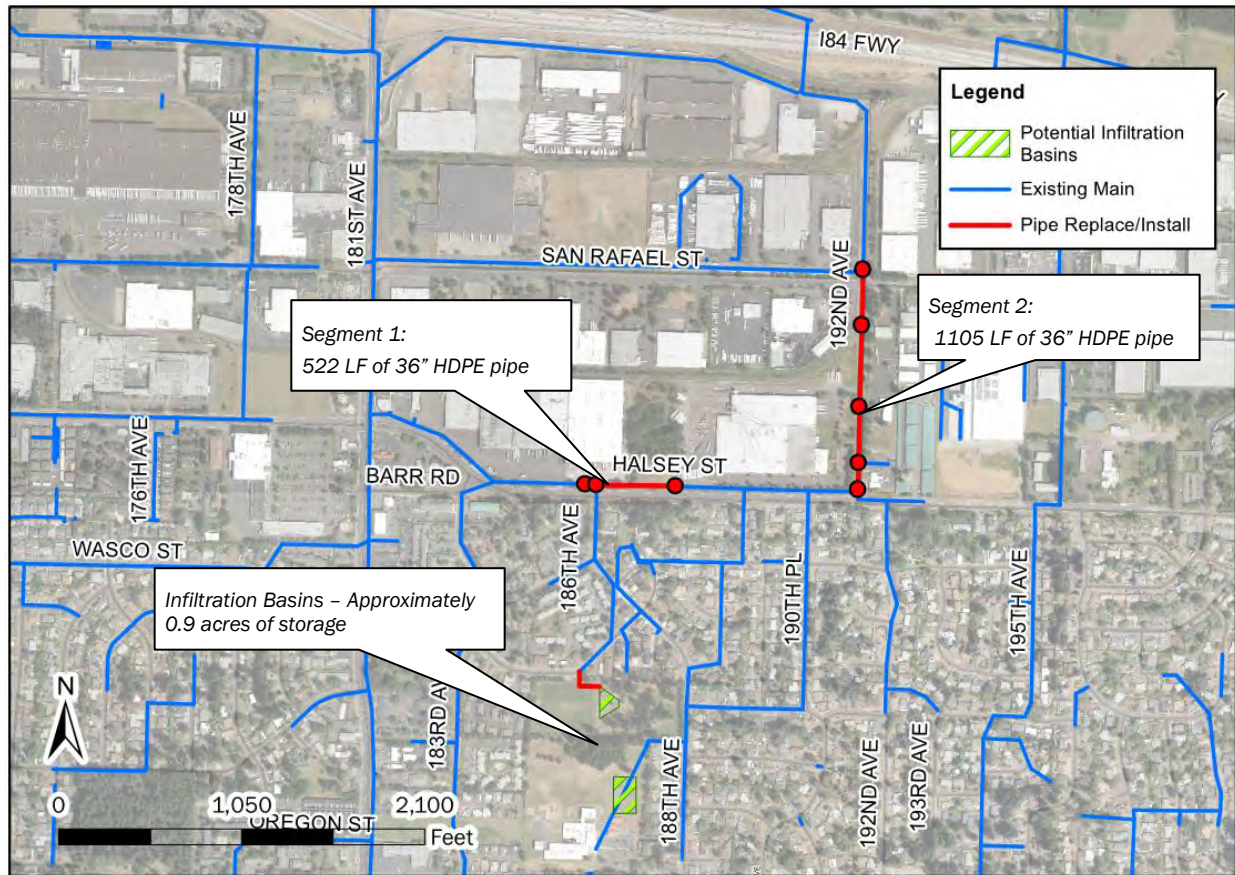 I84 FWY
Legend
Potential Infiltration
Basins
Existing Main
Pipe Replace/Install
178TH AVE
181ST AVE
SAN RAFAEL ST
192ND AVE
Segment 1:
522 LF of 36” HDPE pipe
Segment 2:
1105 LF of 36” HDPE pipe
176TH AVE
BARR RD
HALSEY ST
WASCO ST
186TH AVE
190TH PL
195TH AVE
Infiltration Basins – Approximately
0.9 acres of storage
N
183RD A
188TH AVE
192ND AVE
193RD AVE
0 1,050 2,100
OREGON ST
Feet